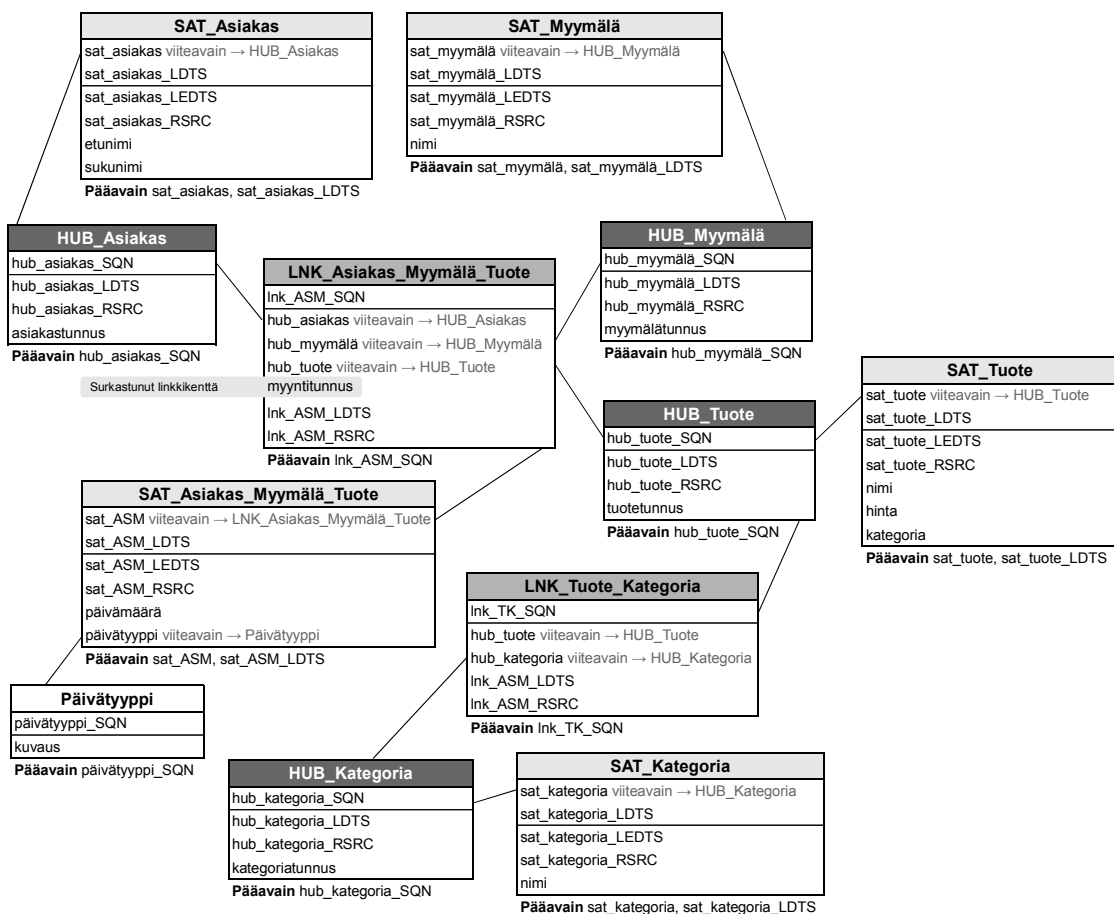 SAT_Asiakas
sat_asiakas viiteavain → HUB_Asiakas
sat_asiakas_LDTS
sat_asiakas_LEDTS
sat_asiakas_RSRC
etunimi
sukunimi
Pääavain sat_asiakas, sat_asiakas_LDTS
SAT_Myymälä
sat_myymälä viiteavain → HUB_Myymälä
sat_myymälä_LDTS
sat_myymälä_LEDTS
sat_myymälä_RSRC
nimi
Pääavain sat_myymälä, sat_myymälä_LDTS
HUB_Asiakas
hub_asiakas_SQN
hub_asiakas_LDTS
hub_asiakas_RSRC
asiakastunnus
Pääavain hub_asiakas_SQN
LNK_Asiakas_Myymälä_Tuote
lnk_ASM_SQN
hub_asiakas viiteavain → HUB_Asiakas
hub_myymälä viiteavain → HUB_Myymälä
hub_tuote viiteavain → HUB_Tuote
Surkastunut linkkikenttä myyntitunnus
lnk_ASM_LDTS
lnk_ASM_RSRC
Pääavain lnk_ASM_SQN
HUB_Myymälä
hub_myymälä_SQN
hub_myymälä_LDTS
hub_myymälä_RSRC
myymälätunnus
Pääavain hub_myymälä_SQN
HUB_Tuote
hub_tuote_SQN
hub_tuote_LDTS
hub_tuote_RSRC
tuotetunnus
Pääavain hub_tuote_SQN
SAT_Tuote
sat_tuote viiteavain → HUB_Tuote
sat_tuote_LDTS
sat_tuote_LEDTS
sat_tuote_RSRC
nimi
hinta
kategoria
Pääavain sat_tuote, sat_tuote_LDTS
SAT_Asiakas_Myymälä_Tuote
sat_ASM viiteavain → LNK_Asiakas_Myymälä_Tuote
sat_ASM_LDTS
sat_ASM_LEDTS
sat_ASM_RSRC
päivämäärä
päivätyyppi viiteavain → Päivätyyppi
Pääavain sat_ASM, sat_ASM_LDTS
LNK_Tuote_Kategoria
lnk_TK_SQN
hub_tuote viiteavain → HUB_Tuote
hub_kategoria viiteavain → HUB_Kategoria
lnk_ASM_LDTS
lnk_ASM_RSRC
Pääavain lnk_TK_SQN
Päivätyyppi
päivätyyppi_SQN
kuvaus
Pääavain päivätyyppi_SQN
HUB_Kategoria
hub_kategoria_SQN
hub_kategoria_LDTS
hub_kategoria_RSRC
kategoriatunnus
Pääavain hub_kategoria_SQN
SAT_Kategoria
sat_kategoria viiteavain → HUB_Kategoria
sat_kategoria_LDTS
sat_kategoria_LEDTS
sat_kategoria_RSRC
nimi
Pääavain sat_kategoria, sat_kategoria_LDTS